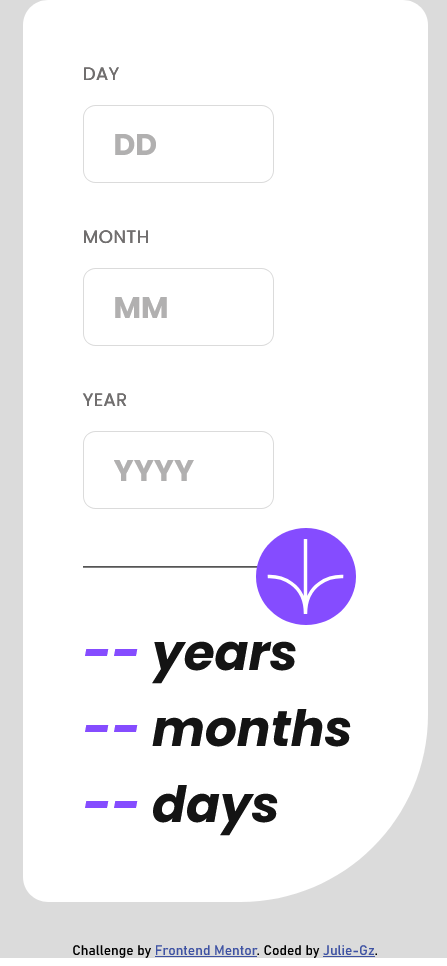 DAY
DD
MONTH
MM
YEAR
YYYY
-- years
-- months
-- days
Challenge by Frontend Mentor. Coded by Julie-Gz.